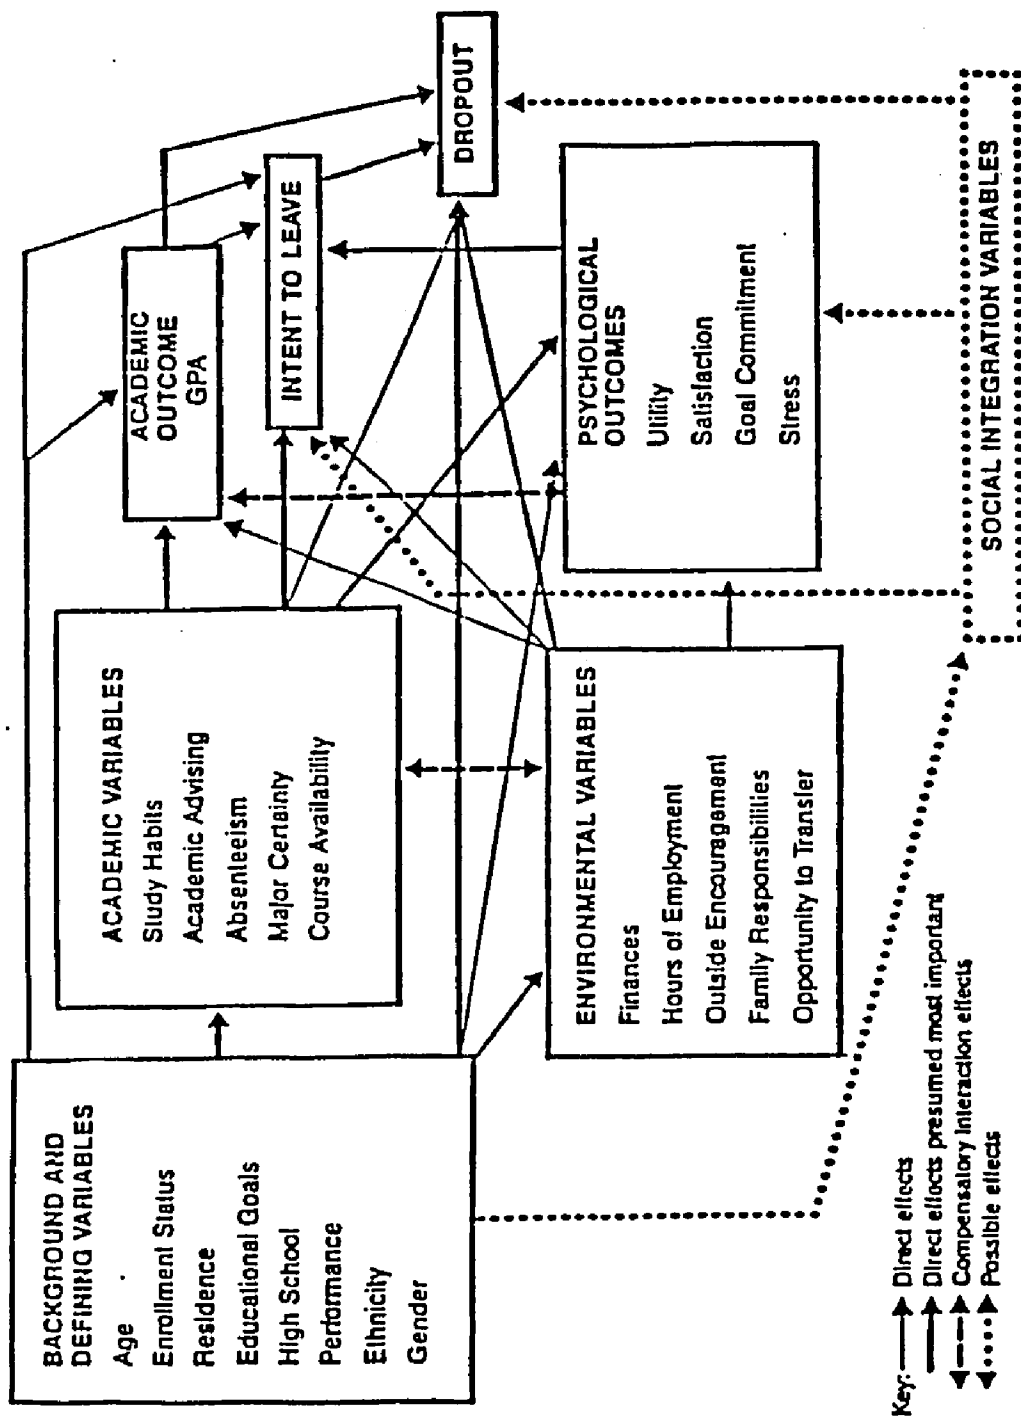 BACKGROUND AND
DEFINING VARIABLES
Age
Enrollment Status
Residence
Educational Goals
High School
Performance
Ethnicity
Gender
ACADEMIC VARIABLES
Study Habits
Academic Advising
Absenteeism
Major Certainty
Course Availability
ACADEMIC
OUTCOME
GPA
INTENT TO LEAVE
DROPOUT
ENVIRONMENTAL VARIABLES
Finances
Hours of Employment
Outside Encouragement
Family Responsibilities
Opportunity to Transfer
PSYCHOLOGICAL
OUTCOMES
Utility
Satisfaction
Goal Commitment
Stress
SOCIAL INTEGRATION VARIABLES
Key: Direct effects
Direct effects presumed most important
Compensatory Interaction effects
Possible effects